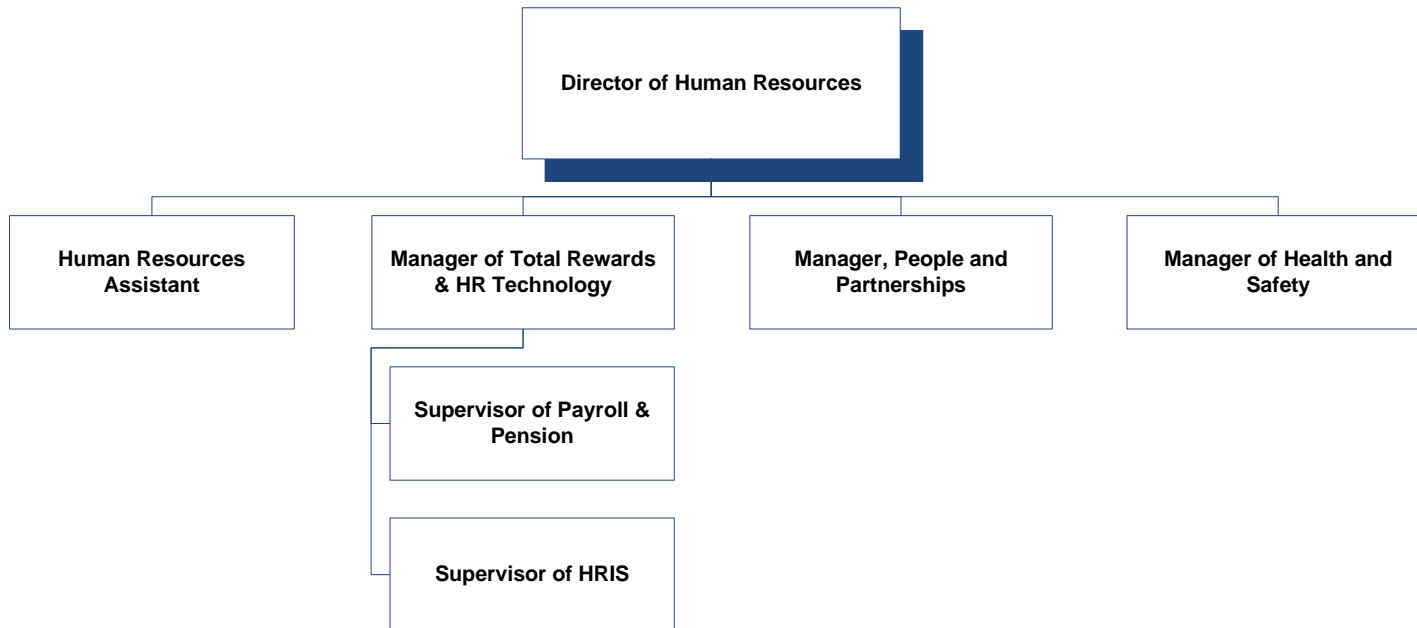 Director of Human Resources
Human Resources
Assistant
Manager of Total Rewards
& HR Technology
Manager, People and
Partnerships
Manager of Health and
Safety
Supervisor of Payroll &
Pension
Supervisor of HRIS